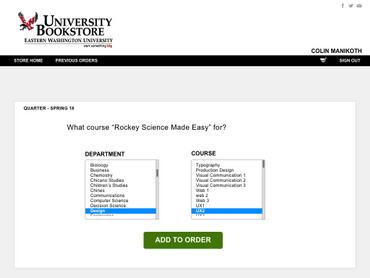 UNIVERSITY
BOOKSTORE
EASTERN WASHINGTON UNIVERSITY
start something big
COLIN MANIKOTH
STORE HOME PREVIOUS ORDERS SIGN OUT
QUARTER - SPRING 16
What course “Rockey Science Made Easy” for?
DEPARTMENT
Biology
Business
Chemistry
Chicano Studies
Children's Studies
Chines
Communications
Computer Science
Decision Science
Design
COURSE
Typography
Production Design
Visual Communication 1
Visual Communication 2
Visual Communication 3
Web 1
web 2
Web 3
UX1
UX2
ADD TO ORDER